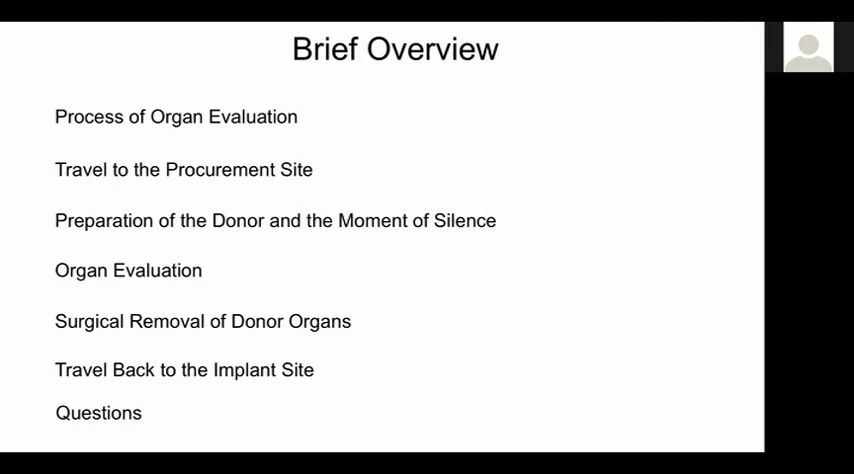 Brief Overview
Process of Organ Evaluation
Travel to the Procurement Site
Preparation of the Donor and the Moment of Silence
Organ Evaluation
Surgical Removal of Donor Organs
Travel Back to the Implant Site
Questions